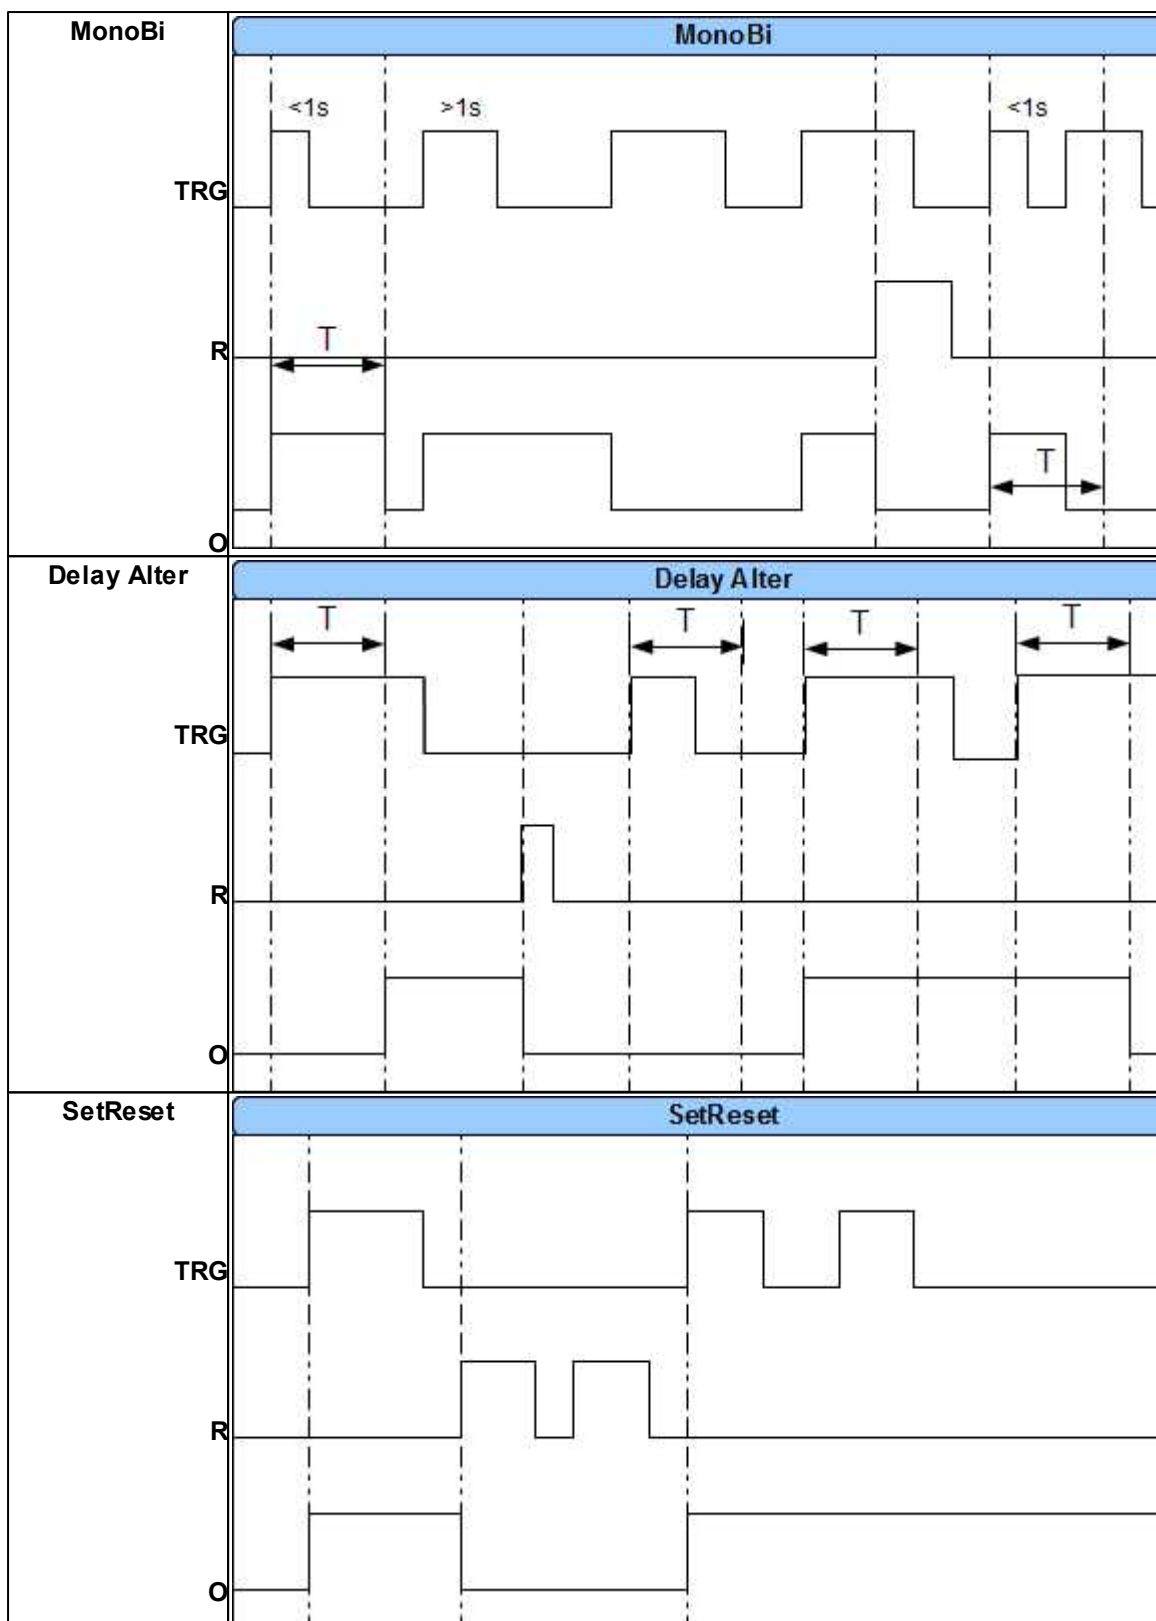 MonoBi
MonoBi
<1s
>1s
<1s
TRG
T
R
T
O
Delay Alter
Delay Alter
T
T
T
T
TRG
R
O
SetReset
SetReset
TRG
R
O